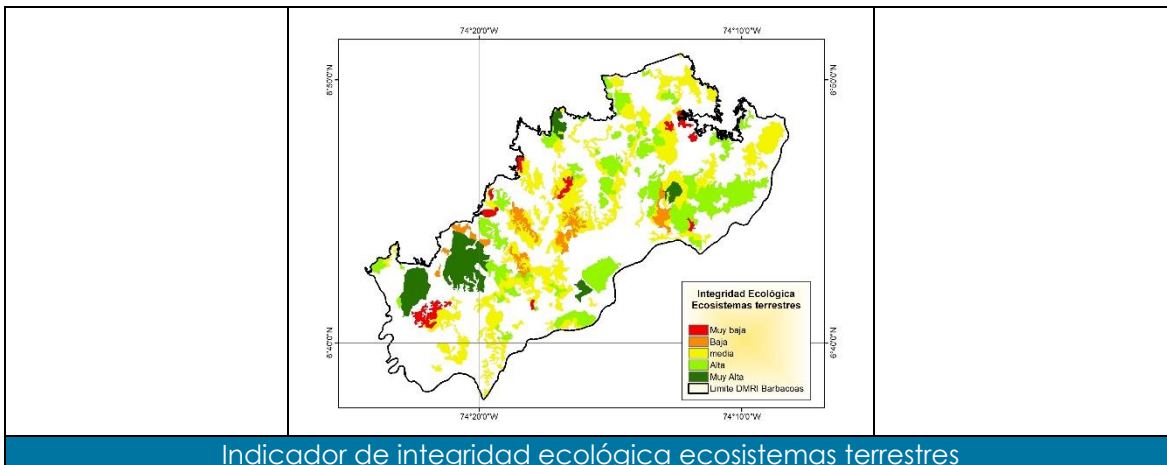 74°20'0"W 74°10'0"W
6°50'0"N 6°50'0"N
Integridad Ecológica
Ecosistemas terrestres
Muy baja
Baja
media
Alta
Muy Alta
Limite DMRI Barbacoas
6°40'0"N 6°40'0"N
74°20'0"W 74°10'0"W
Indicador de integridad ecológica ecosistemas terrestres